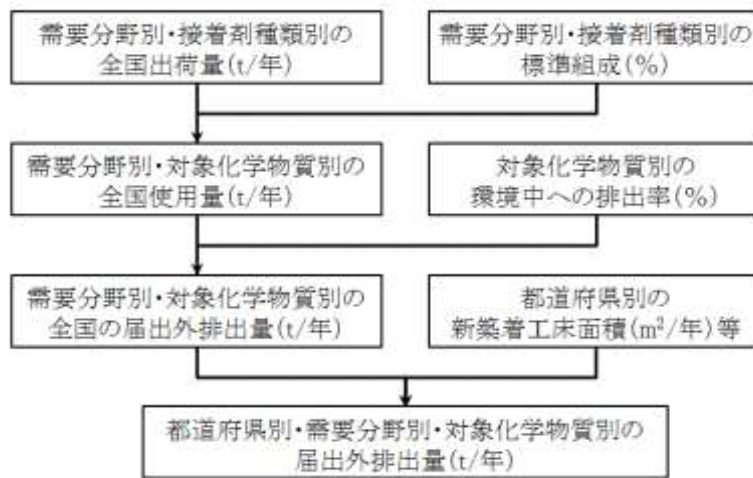 需要分野別・接着剤種類別の
全国出荷量(t/年)
需要分野別・接着剤種類別の
標準組成(%)
需要分野別・対象化学物質別の
全国使用量(t/年)
対象化学物質別の
環境中への排出率(%)
需要分野別・対象化学物質別の
全国の届出外排出量(t/年)
都道府県別の
新築着工床面積(m²/年)等
都道府県別・需要分野別・対象化学物質別の
届出外排出量(t/年)